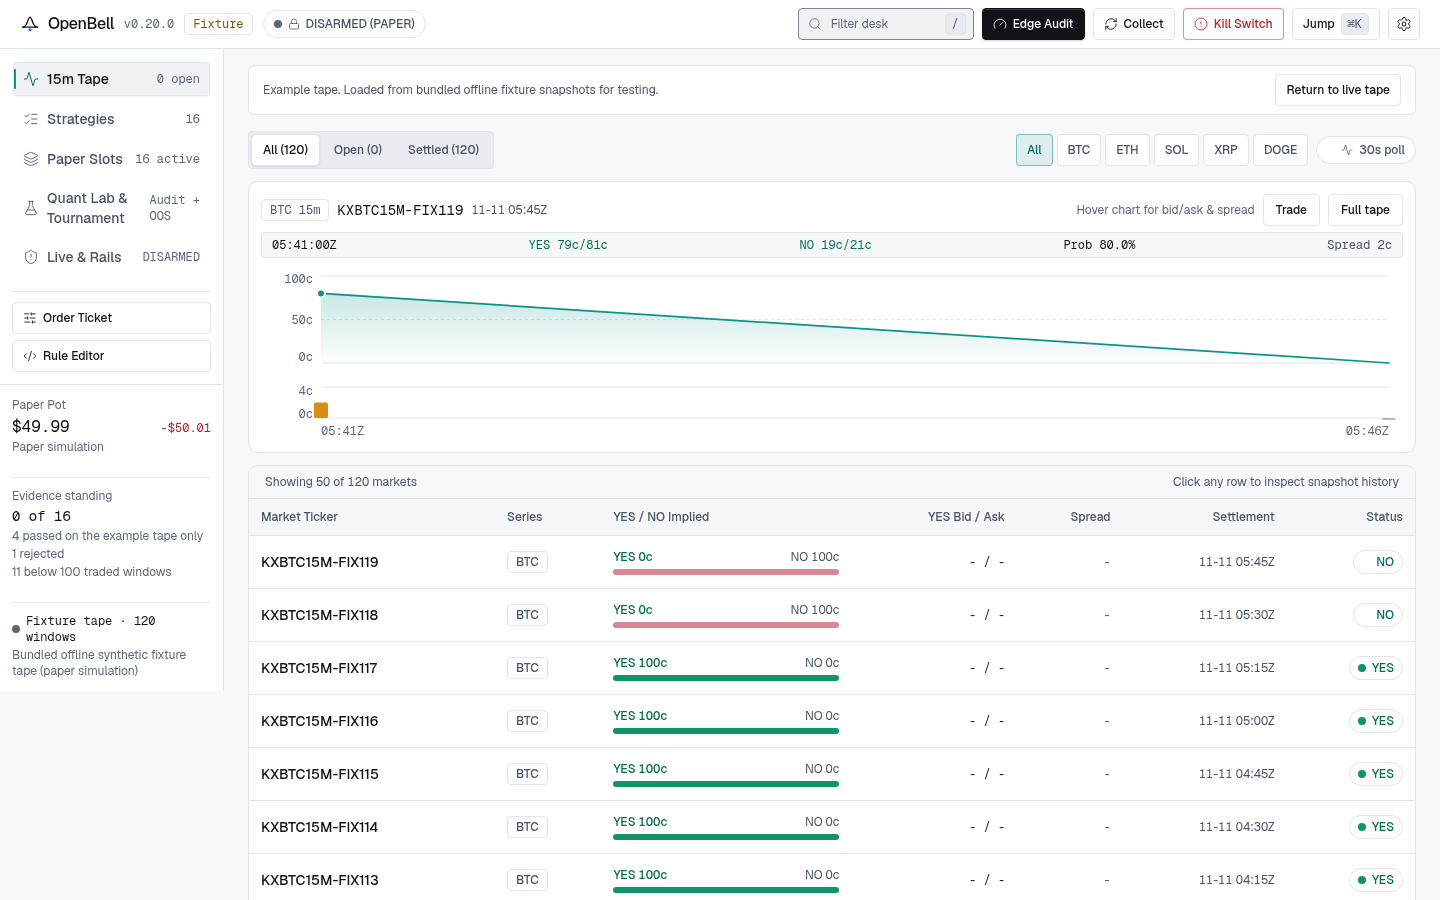 OpenBell v0.20.0 Fixture DISARMED (PAPER) Filter desk / Edge Audit Collect Kill Switch Jump ⌘K
15m Tape 0 open
Strategies 16
Paper Slots 16 active
Quant Lab & Tournament Audit + OOS
Live & Rails DISARMED
Order Ticket
Rule Editor
Paper Pot
$49.99 -$50.01
Paper simulation
Evidence standing
0 of 16
4 passed on the example tape only
1 rejected
11 below 100 traded windows
Fixture tape · 120
windows
Bundled offline synthetic fixture
tape (paper simulation)
Example tape. Loaded from bundled offline fixture snapshots for testing. Return to live tape
All (120) Open (0) Settled (120) All BTC ETH SOL XRP DOGE 30s poll
BTC 15m KXBTC15M-FIX119 11-11 05:45Z Hover chart for bid/ask & spread Trade Full tape
05:41:00Z YES 79c/81c NO 19c/21c Prob 80.0% Spread 2c
100c
50c
0c
4c
0c
05:41Z 05:46Z
Showing 50 of 120 markets Click any row to inspect snapshot history
Market Ticker Series YES / NO Implied YES Bid / Ask Spread Settlement Status
KXBTC15M-FIX119 BTC YES 0c NO 100c - / - - 11-11 05:45Z NO
KXBTC15M-FIX118 BTC YES 0c NO 100c - / - - 11-11 05:30Z NO
KXBTC15M-FIX117 BTC YES 100c NO 0c - / - - 11-11 05:15Z YES
KXBTC15M-FIX116 BTC YES 100c NO 0c - / - - 11-11 05:00Z YES
KXBTC15M-FIX115 BTC YES 100c NO 0c - / - - 11-11 04:45Z YES
KXBTC15M-FIX114 BTC YES 100c NO 0c - / - - 11-11 04:30Z YES
KXBTC15M-FIX113 BTC YES 100c NO 0c - / - - 11-11 04:15Z YES